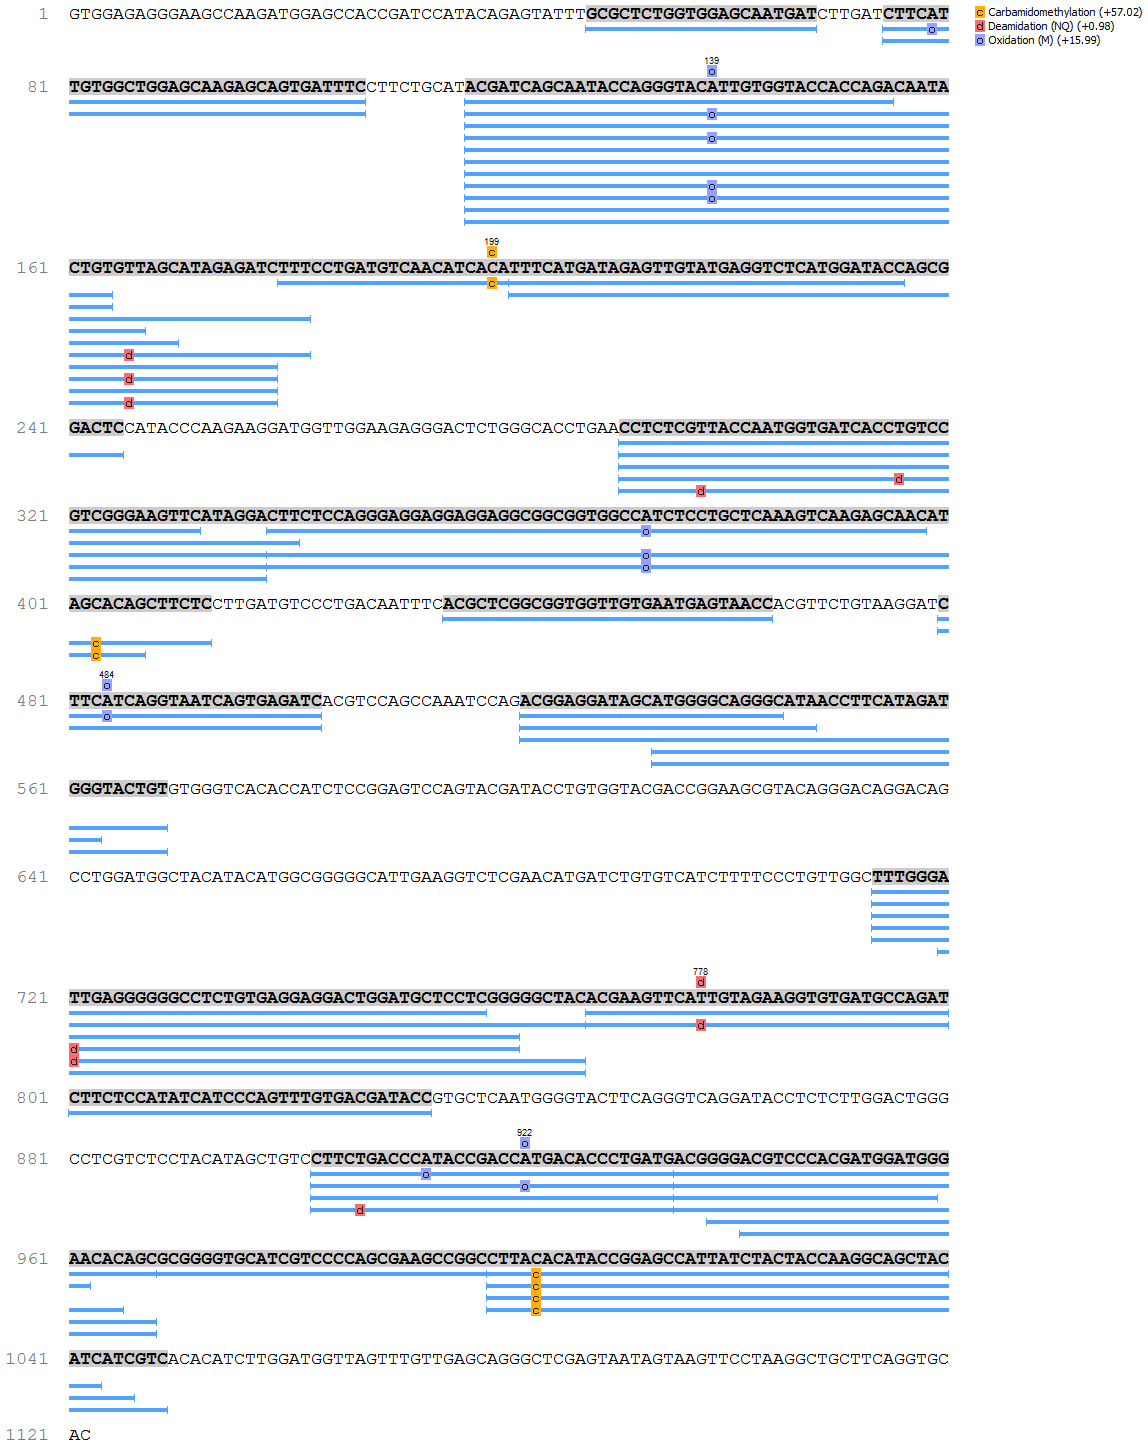 1 GTGGAGAGGGAAGCCAAGATGGAGCCACCGATCCATACAGAGTATTTGCGCTCTGGTGGAGCAATGATCTTGATCTTCAT
c Carbamidomethylation (+57.02)
d Deamidation (NQ) (+0.98)
o Oxidation (M) (+15.99)
o
139
o
81 TGTGGCTGGAGCAAGAGCAGTGATTTCCTTCTGCATACGATCAGCAATACCAGGGTACATTGTGGTACCACCAGACAATA
o
o
o
o
199
c
161 CTGTGTTAGCATAGAGATCTTTCCTGATGTCAACATCACATTTCATGATAGAGTTGTATGAGGTCTCATGGATACCAGCG
c
d
d
d
241 GACTCCATACCCAAGAAGGATGGTTGGAAGAGGGACTCTGGGCACCTGAACCTCTCGTTACCAATGGTGATCACCTGTCC
d
d
321 GTCGGGAAGTTCATAGGACTTCTCCAGGGAGGAGGAGGAGGCGGCGGTGGCCATCTCCTGCTCAAAGTCAAGAGCAACAT
o
o
o
401 AGCACAGCTTCTCCTTGATGTCCCTGACAATTTCACGCTCGGCGGTGGTTGTGAATGAGTAACCACGTTCTGTAAGGATC
c
c
484
o
481 TTCATCAGGTAATCAGTGAGATCACGTCCAGCCAAATCCAGACGGAGGATAGCATGGGGCAGGGCATAACCTTCATAGAT
o
561 GGGTACTGTGTGGGTCACACCATCTCCGGAGTCCAGTACGATACCTGTGGTACGACCGGAAGCGTACAGGGACAGGACAG
641 CCTGGATGGCTACATACATGGCGGGGGCATTGAAGGTCTCGAACATGATCTGTGTCATCTTTTCCCTGTTGGCTTTGGGA
778
d
721 TTGAGGGGGGCCTCTGTGAGGAGGACTGGATGCTCCTCGGGGGCTACACGAAGTTCATTGTAGAAGGTGTGATGCCAGAT
d
d
d
801 CTTCTCCATATCATCCCAGTTTGTGACGATACCGTGCTCAATGGGGTACTTCAGGGTCAGGATACCTCTCTTGGACTGGG
922
o
881 CCTCGTCTCCTACATAGCTGTCCTTCTGACCCATACCGACCATGACACCCTGATGACGGGGACGTCCCACGATGGATGGG
o
o
d
961 AACACAGCGCGGGGTGCATCGTCCCCAGCGAAGCCGGCCTTACACATACCGGAGCCATTATCTACTACCAAGGCAGCTAC
c
c
c
c
1041 ATCATCGTCACACATCTTGGATGGTTAGTTTGTTGAGCAGGGCTCGAGTAATAGTAAGTTCCTAAGGCTGCTTCAGGTGC
1121 AC